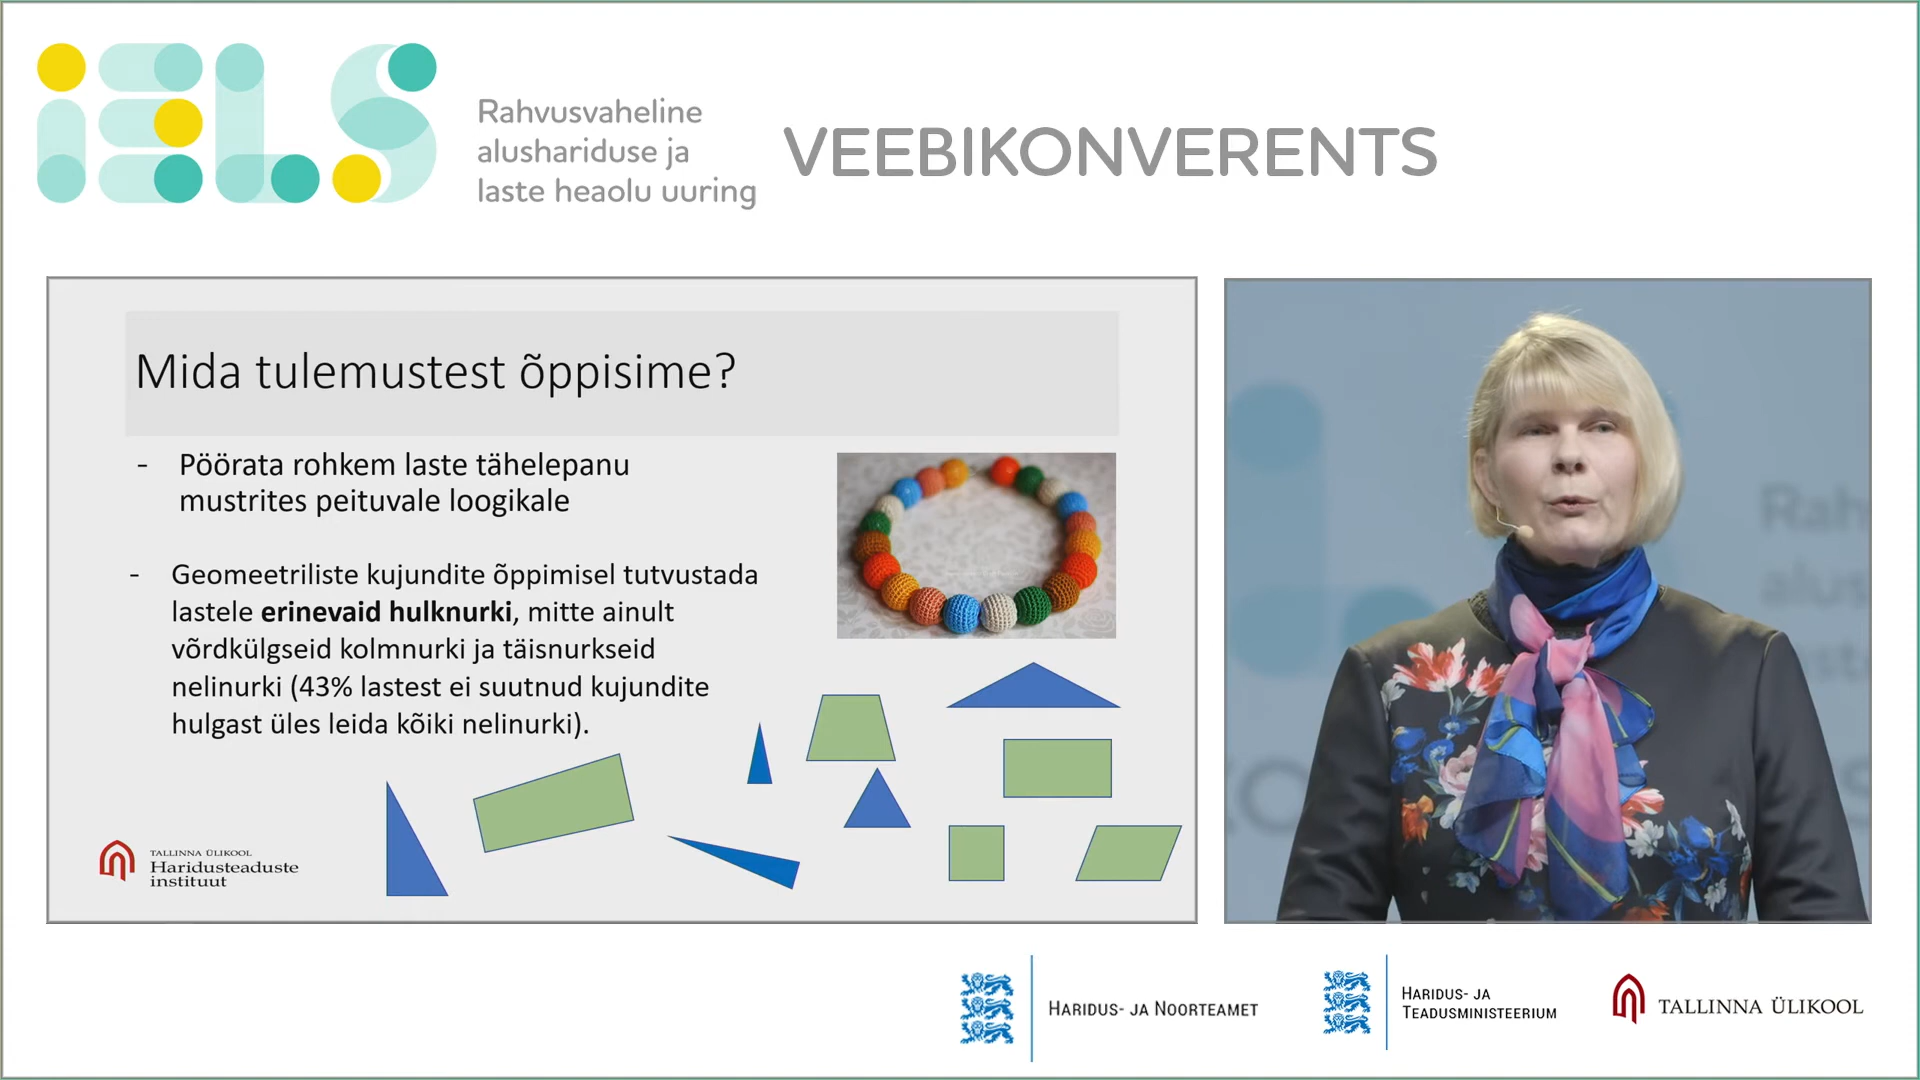 iELS
Rahvusvaheline
alushariduse ja
laste heaolu uuring
VEEBIKONVERENTS
Mida tulemustest õppisime?
- Pöörata rohkem laste tähelepanu
mustrites peituvale loogikale
- Geomeetriliste kujundite õppimisel tutvustada
lastele erinevaid hulknurki, mitte ainult
võrdkülgseid kolmnurki ja täisnurkseid
nelinurki (43% lastest ei suutnud kujundite
hulgast üles leida kõiki nelinurki).
TALLINNA ÜLIKOOL
Haridusteaduste
instituut
Rah
HARIDUS- JA NOORTEAMET
HARIDUS- JA
TEADUSMINISTEERIUM
TALLINNA ÜLIKOOL